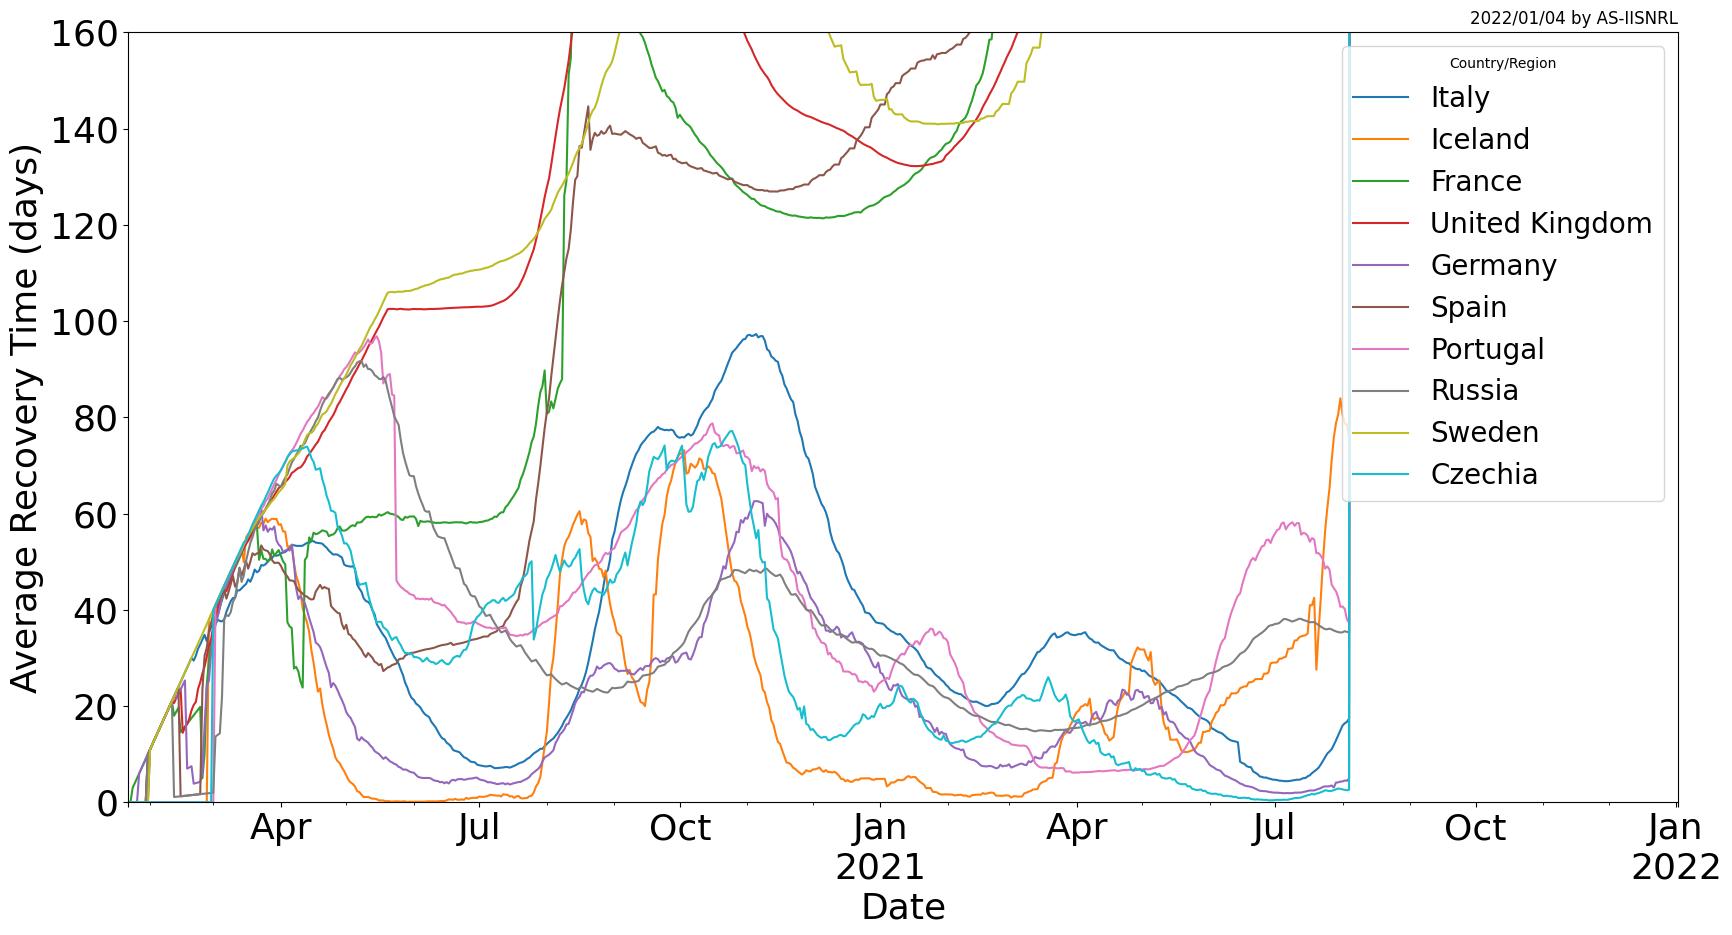 2022/01/04 by AS-IISNRL
Average Recovery Time (days)
160
140
120
100
80
60
40
20
0
Country/Region
Italy
Iceland
France
United Kingdom
Germany
Spain
Portugal
Russia
Sweden
Czechia
Apr Jul Oct Jan Apr Jul Oct Jan
2021 2022
Date